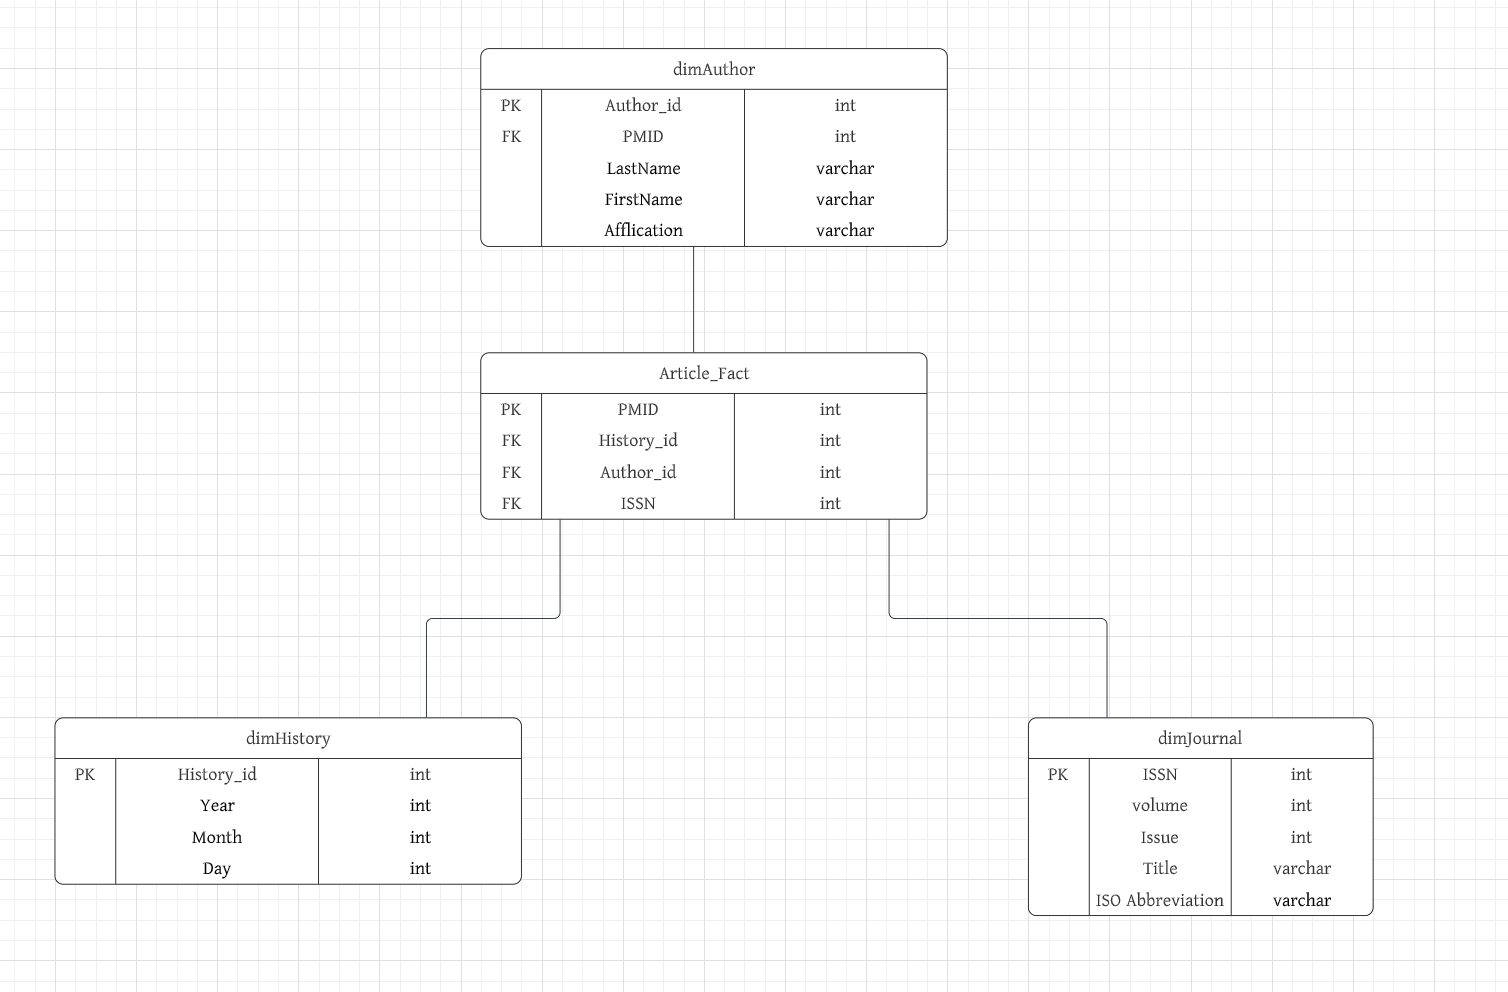 dimAuthor
PK Author_id int
FK PMID int
LastName varchar
FirstName varchar
Afflication varchar
Article_Fact
PK PMID int
FK History_id int
FK Author_id int
FK ISSN int
dimHistory
PK History_id int
Year int
Month int
Day int
dimJournal
PK ISSN int
volume int
Issue int
Title varchar
ISO Abbreviation varchar